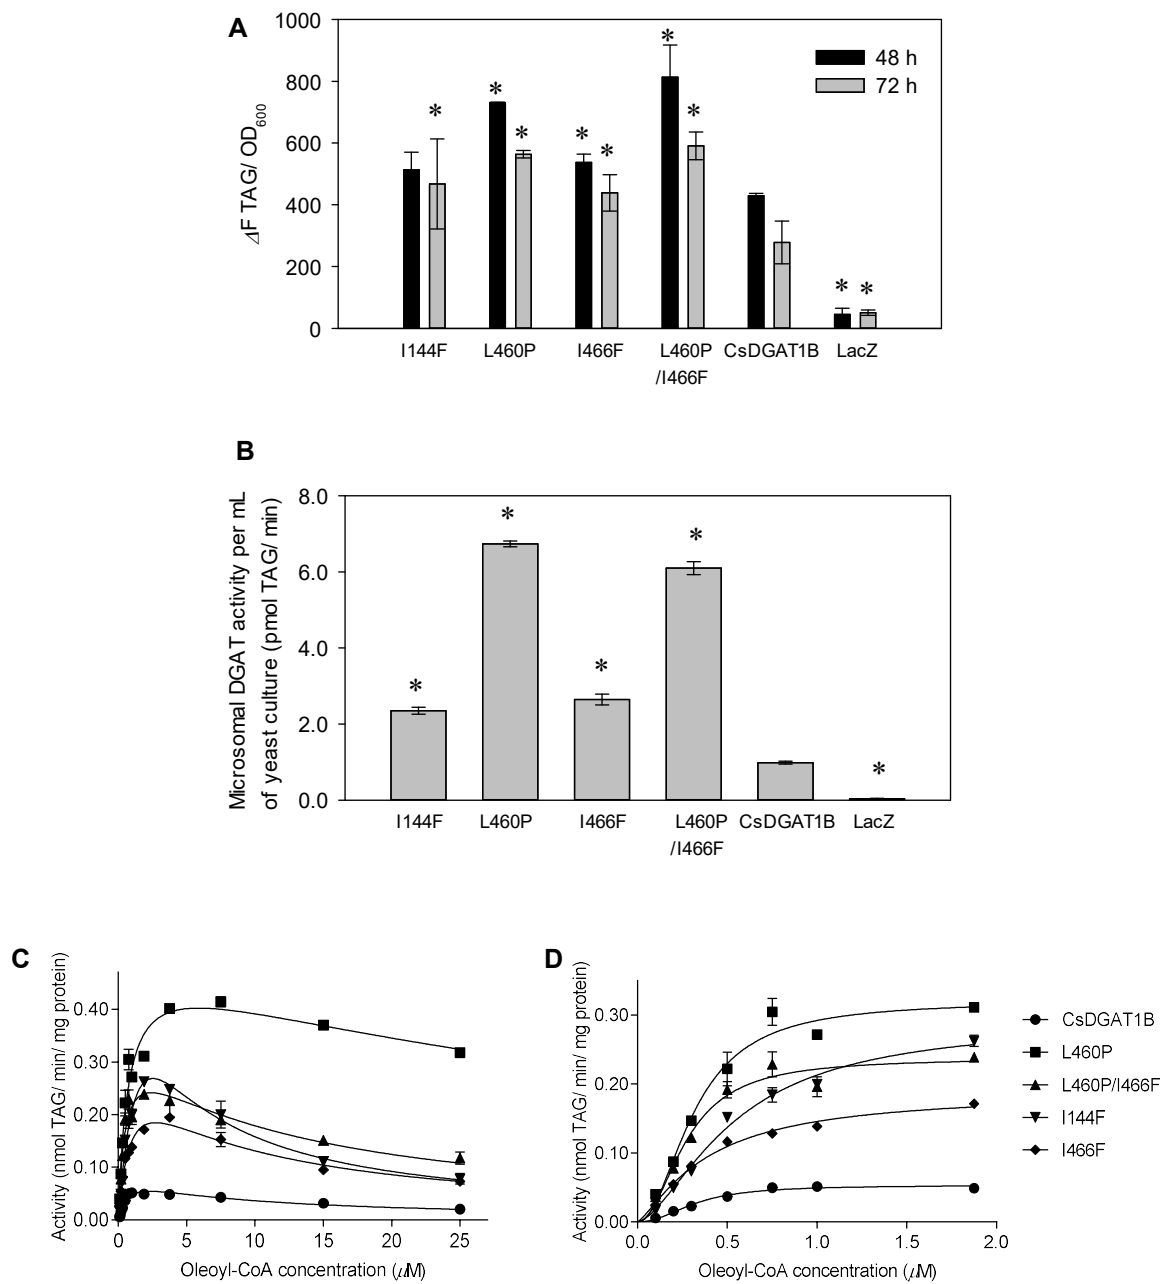 A
1000
800
600
400
200
0
ΔF TAG/ OD600
48 h
72 h
* * * * * * * * *
I144F L460P I466F L460P CsDGAT1B LacZ
/I466F
B
Microsomal DGAT activity per mL
of yeast culture (pmol TAG/ min)
8.0
6.0
4.0
2.0
0.0
* * * * *
I144F L460P I466F L460P CsDGAT1B LacZ
/I466F
C
Activity (nmol TAG/ min/ mg protein)
0.40
0.30
0.20
0.10
0.00
0 5 10 15 20 25
Oleoyl-CoA concentration (μM)
D
Activity (nmol TAG/ min/ mg protein)
0.30
0.20
0.10
0.00
0.0 0.5 1.0 1.5 2.0
Oleoyl-CoA concentration (μM)
CsDGAT1B
L460P
L460P/I466F
I144F
I466F